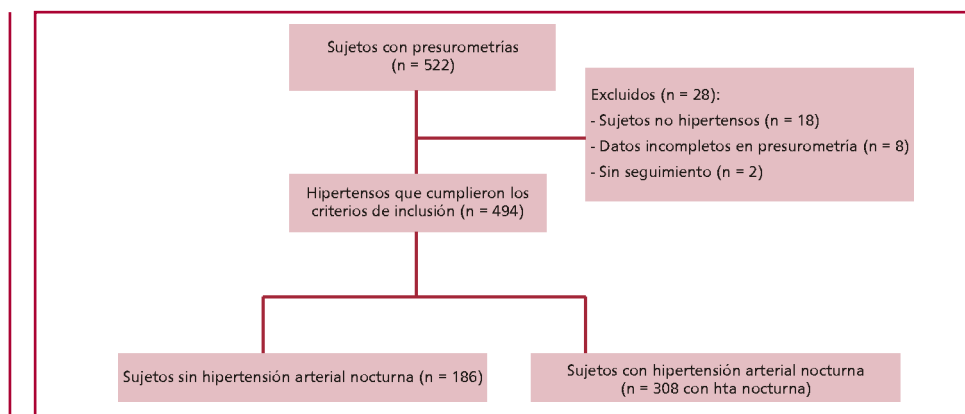 Sujetos con presurometrías
(n = 522)
Excluidos (n = 28):
- Sujetos no hipertensos (n = 18)
- Datos incompletos en presurometría (n = 8)
- Sin seguimiento (n = 2)
Hipertensos que cumplieron los
criterios de inclusión (n = 494)
Sujetos sin hipertensión arterial nocturna (n = 186)
Sujetos con hipertensión arterial nocturna
(n = 308 con hta nocturna)